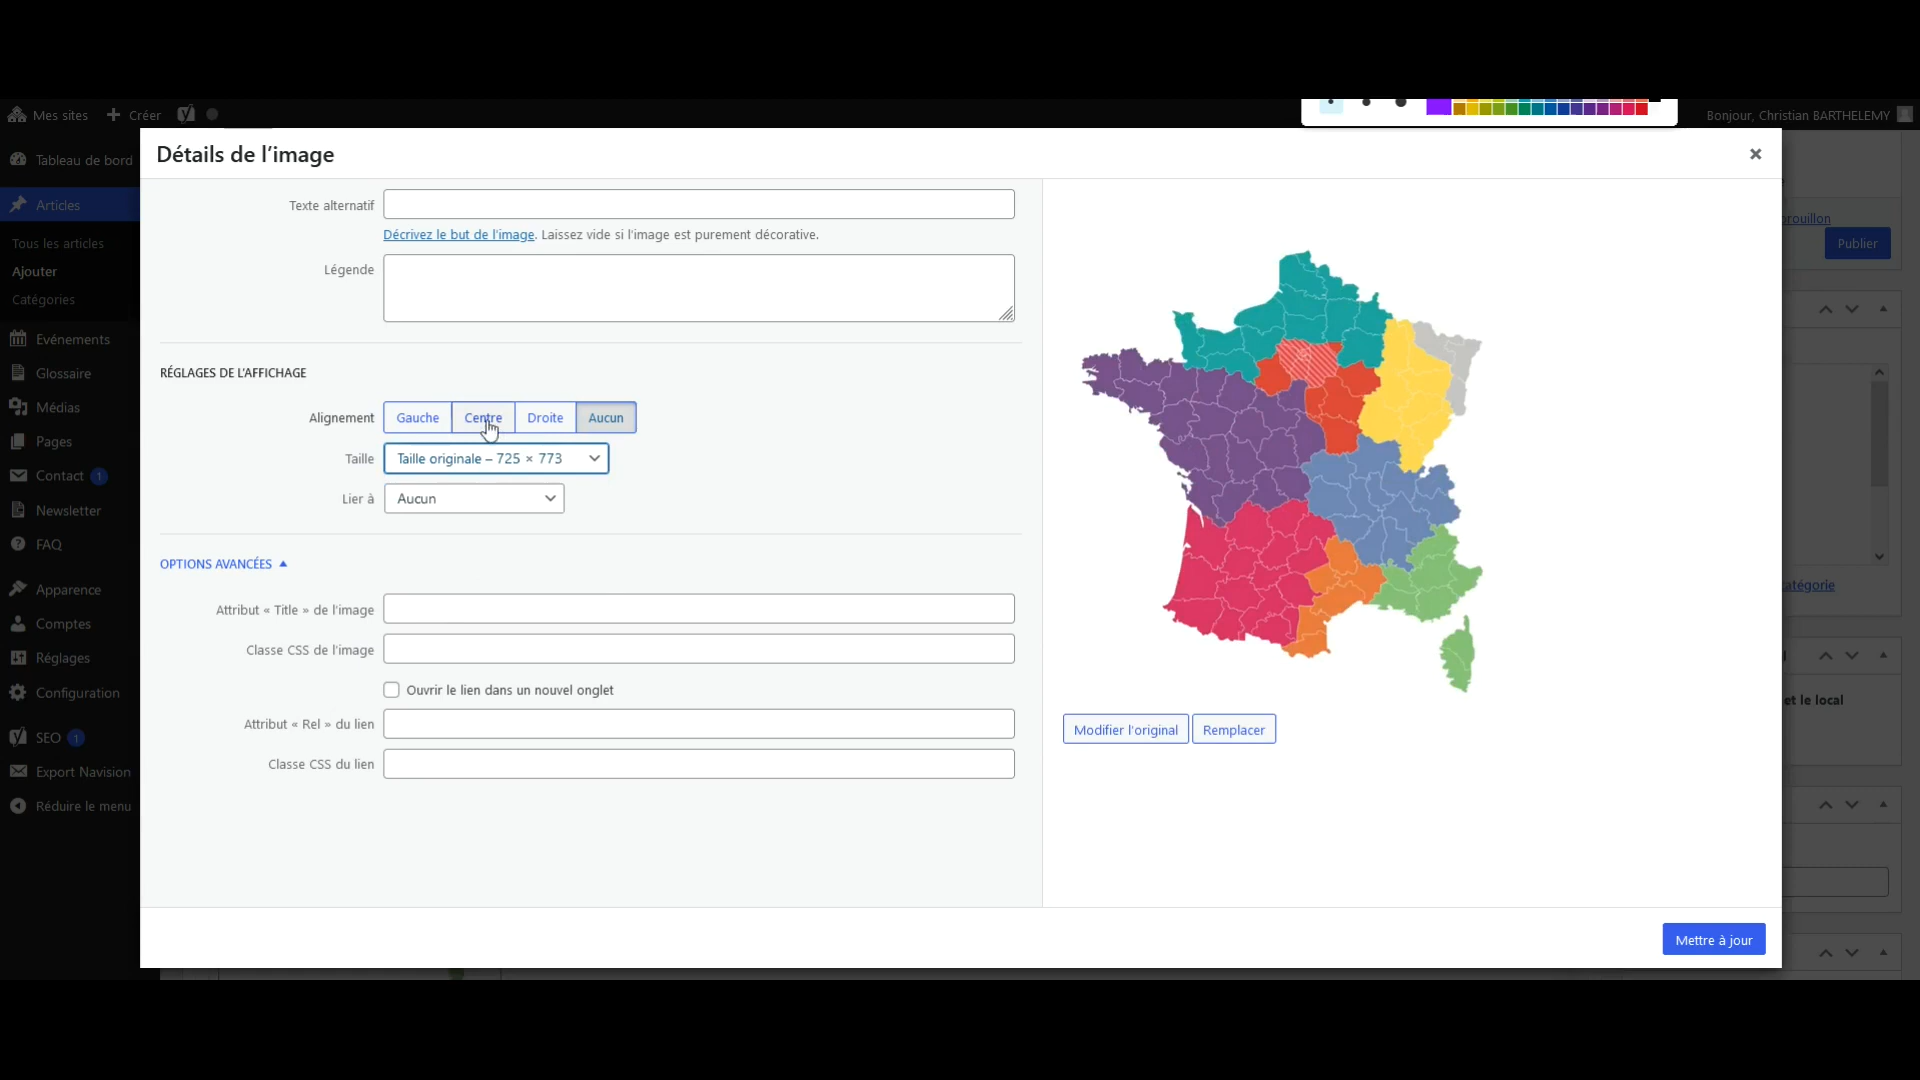 Mes sites
Créer
Bonjour, Christian BARTHELEMY
Tableau de bord
Articles
Tous les articles
Ajouter
Catégories
Evénements
Glossaire
Médias
Pages
Contact 1
Newsletter
FAQ
Apparence
Comptes
Réglages
Configuration
SEO 1
Export Navision
Réduire le menu
Détails de l'image
×
Texte alternatif
Décrivez le but de l'image. Laissez vide si l'image est purement décorative.
Légende
RÉGLAGES DE L'AFFICHAGE
Alignement
Gauche
Centre
Droite
Aucun
Taille
Taille originale – 725 × 773
Lier à
Aucun
OPTIONS AVANCÉES
Attribut « Title » de l'image
Classe CSS de l'image
Ouvrir le lien dans un nouvel onglet
Attribut « Rel » du lien
Classe CSS du lien
Modifier l'original
Remplacer
Mettre à jour
Publier
et le local